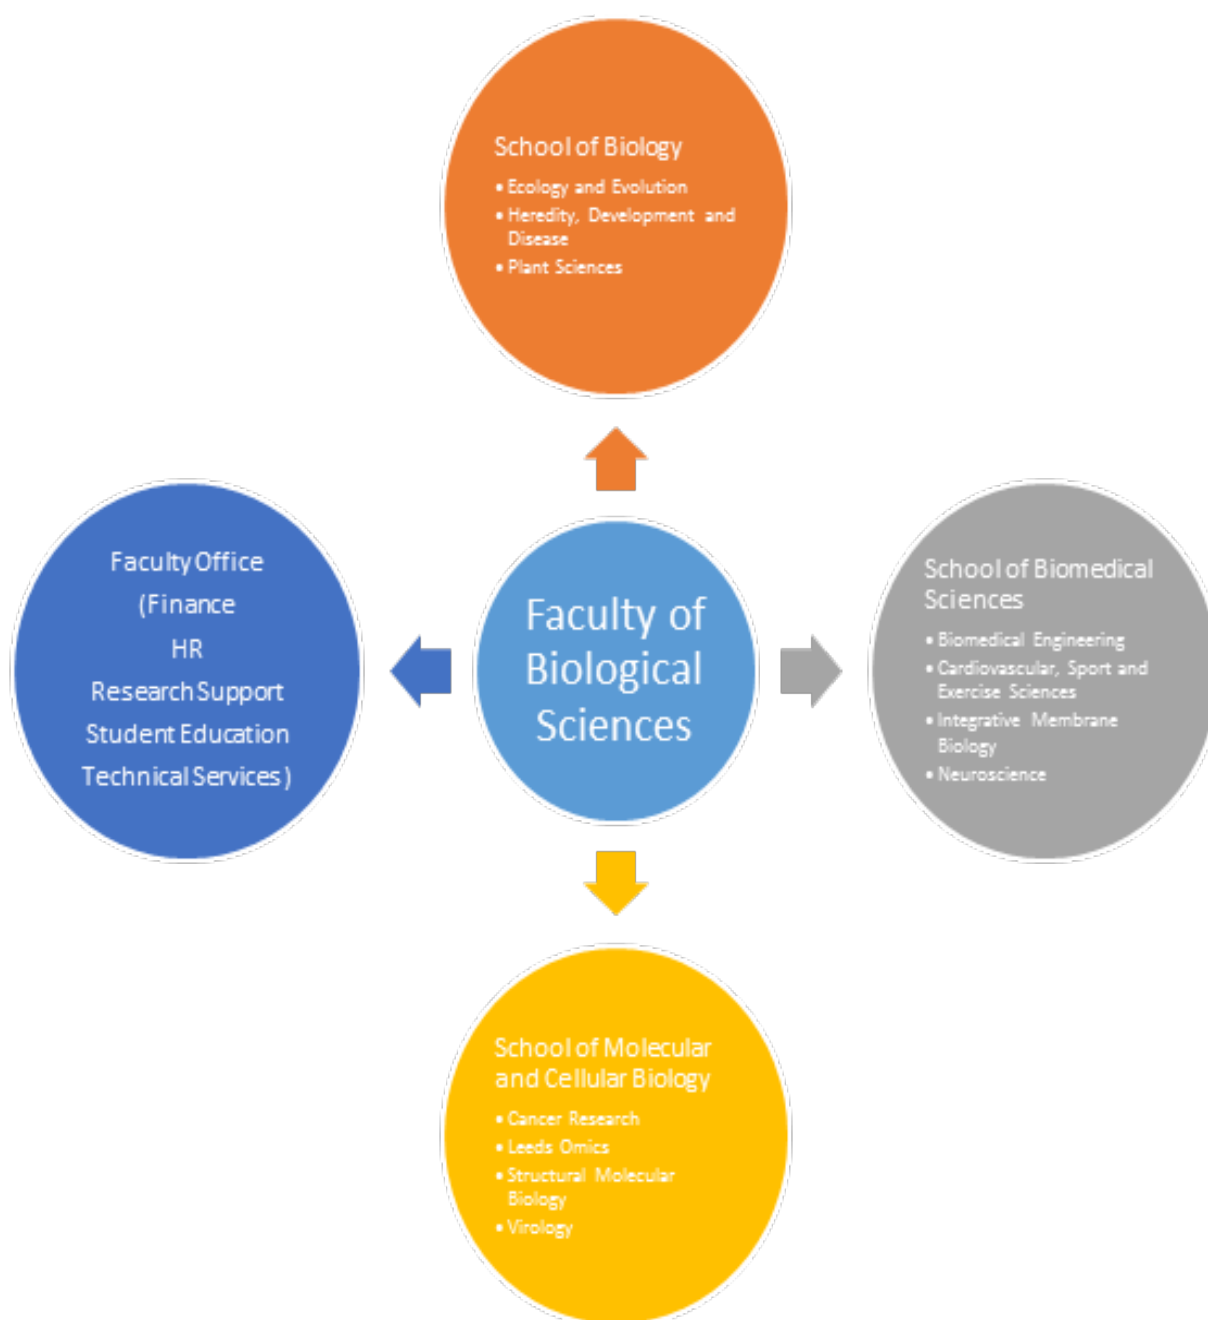 School of Biology
• Ecology and Evolution
• Heredity, Development and
Disease
• Plant Sciences
Faculty Office
(Finance
HR
Research Support
Student Education
Technical Services)
Faculty of
Biological
Sciences
School of Biomedical
Sciences
• Biomedical Engineering
• Cardiovascular, Sport and
Exercise Sciences
• Integrative Membrane
Biology
• Neuroscience
School of Molecular
and Cellular Biology
• Cancer Research
• Leeds Omics
• Structural Molecular
Biology
• Virology